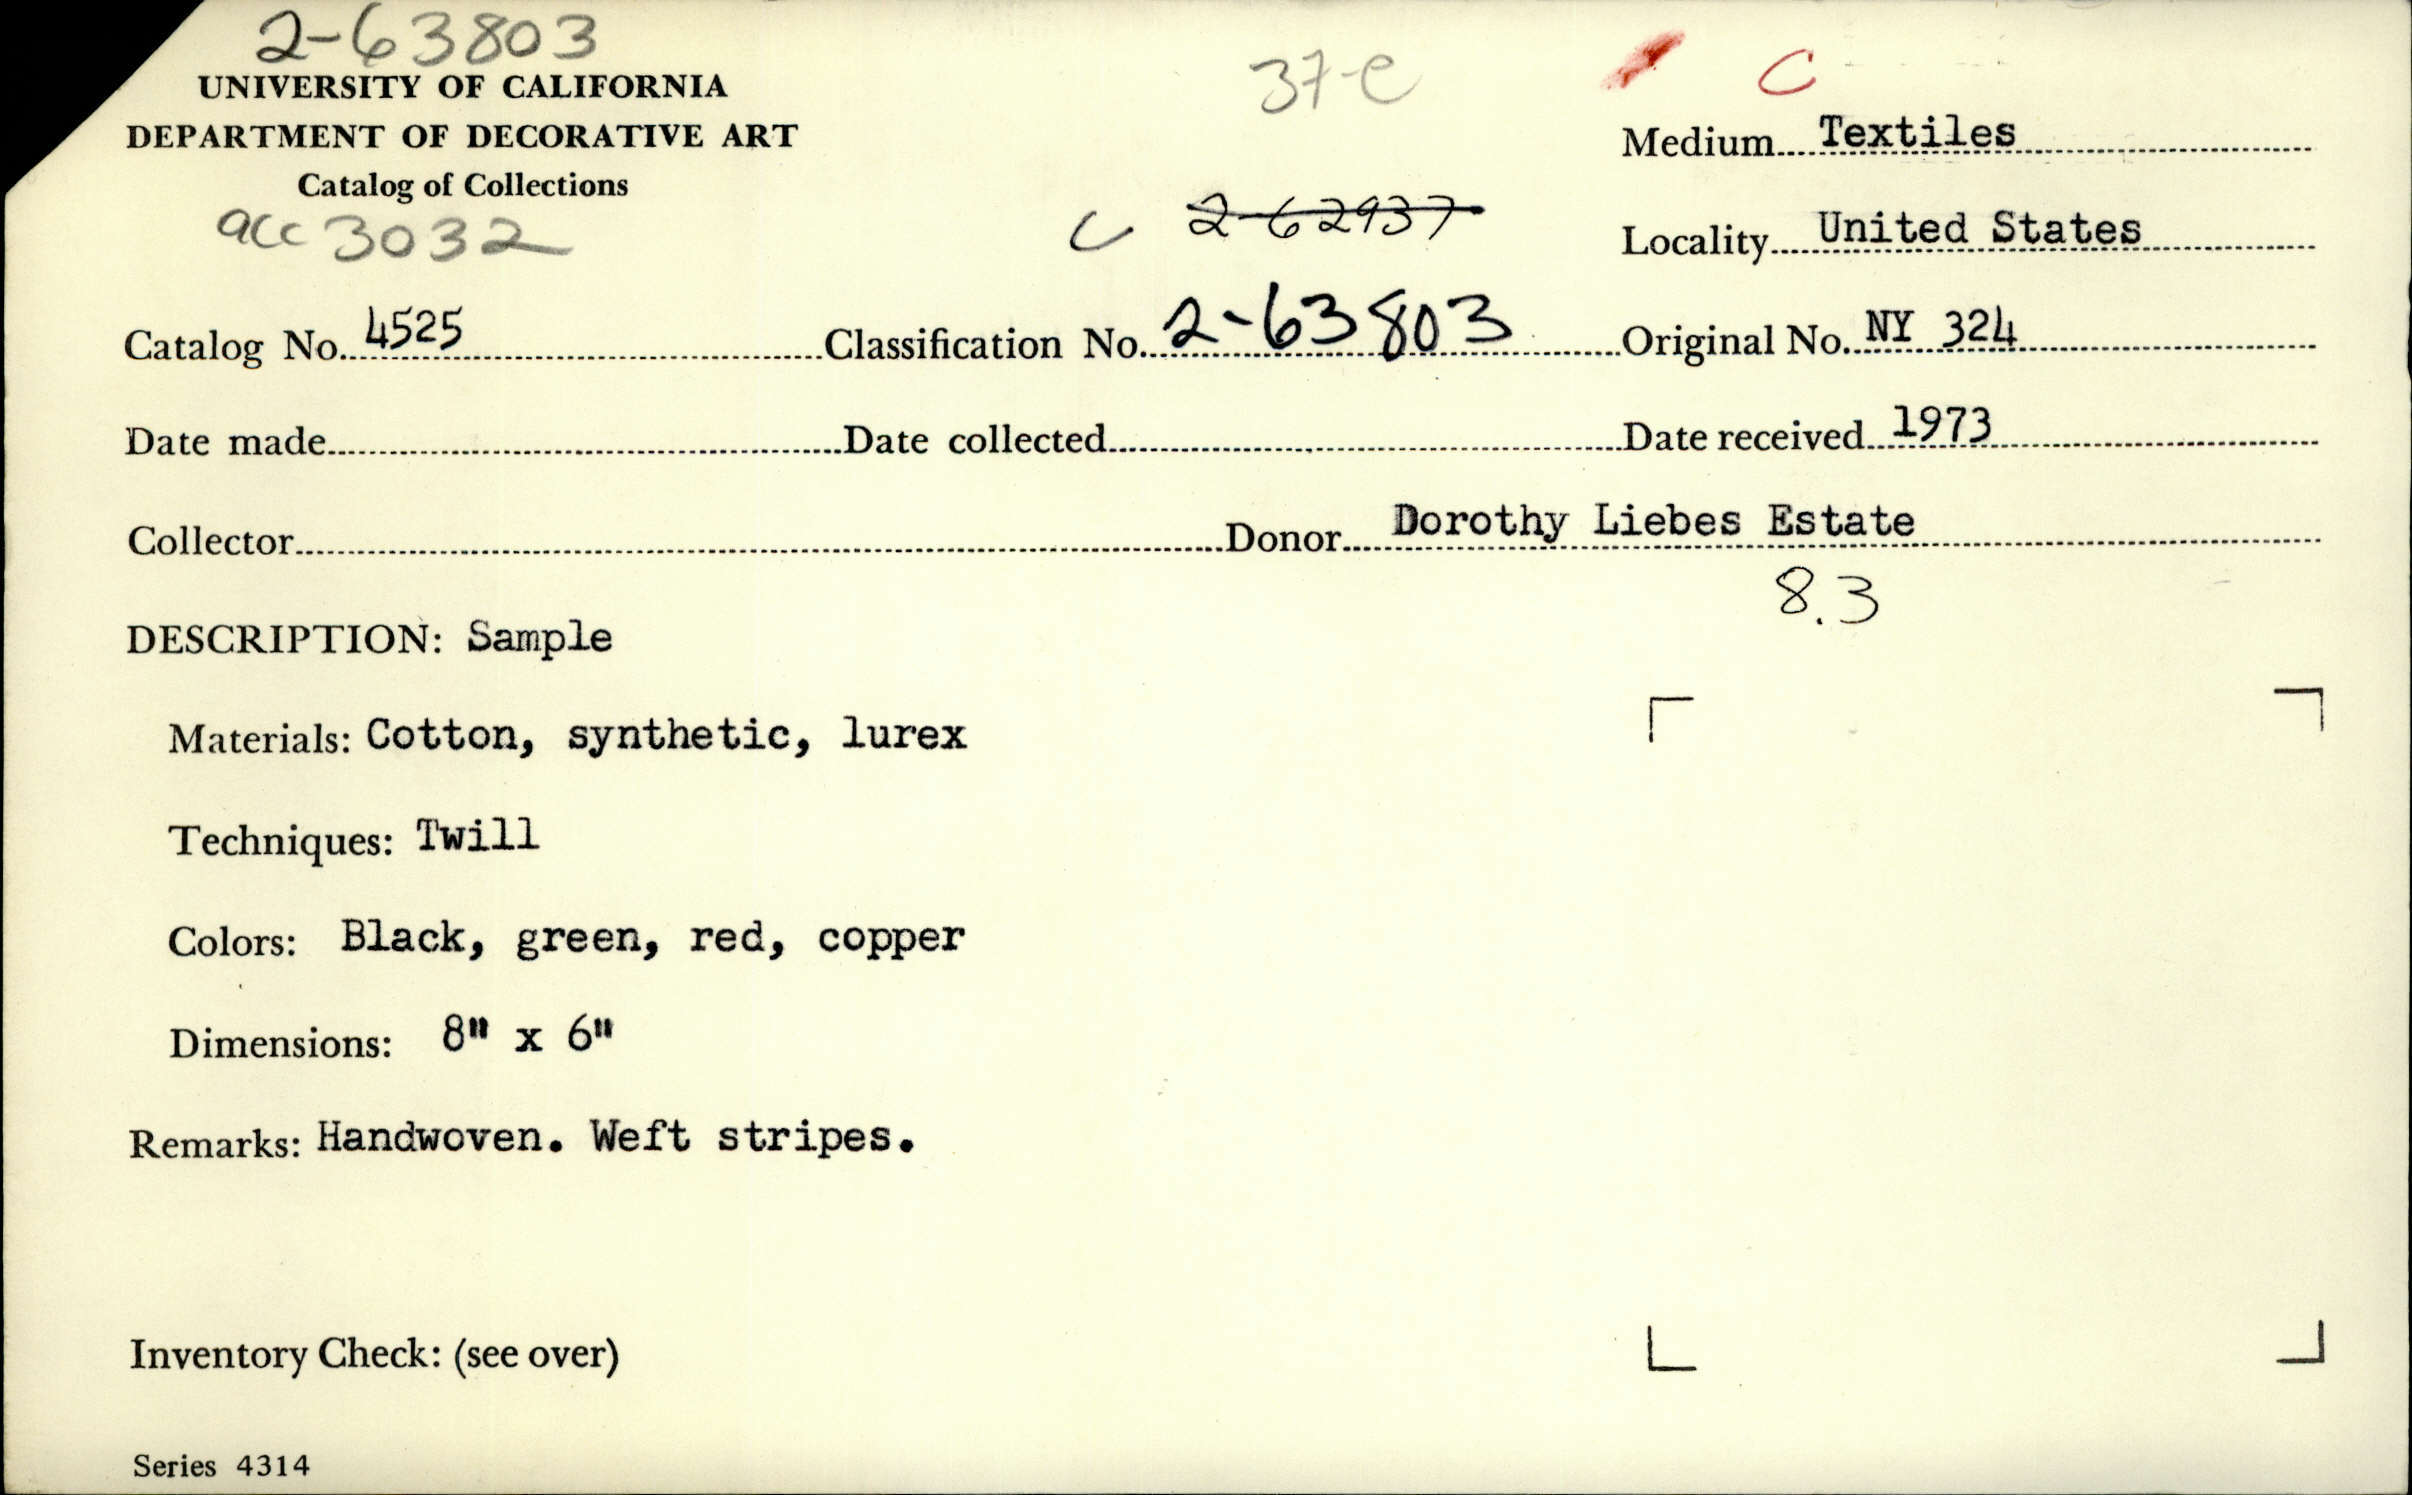 2-63803
UNIVERSITY OF CALIFORNIA
DEPARTMENT OF DECORATIVE ART
Catalog of Collections
acc 3032
37-e
C
Medium Textiles
C 2-62937
Locality United States
Catalog No. 4525 Classification No. 2-63803 Original No. NY 324
Date made Date collected Date received 1973
Collector Donor Dorothy Liebes Estate
8.3
DESCRIPTION: Sample
Materials: Cotton, synthetic, lurex
Techniques: Twill
Colors: Black, green, red, copper
Dimensions: 8" x 6"
Remarks: Handwoven. Weft stripes.
Inventory Check: (see over)
Series 4314